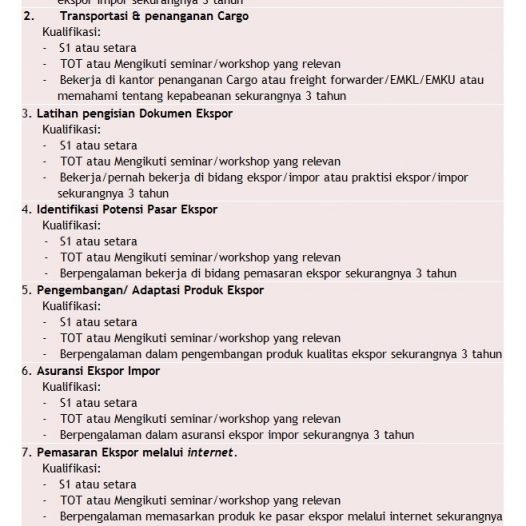 ekspor impor sekurangnya 3 tahun
2. Transportasi & penanganan Cargo
Kualifikasi:
- S1 atau setara
- TOT atau Mengikuti seminar/workshop yang relevan
- Bekerja di kantor penanganan Cargo atau freight forwarder/EMKL/EMKU atau
memahami tentang kepabeanan sekurangnya 3 tahun
3. Latihan pengisian Dokumen Ekspor
Kualifikasi:
- S1 atau setara
- TOT atau Mengikuti seminar/workshop yang relevan
- Bekerja/pernah bekerja di bidang ekspor/impor atau praktisi ekspor/impor
sekurangnya 3 tahun
4. Identifikasi Potensi Pasar Ekspor
Kualifikasi:
- S1 atau setara
- TOT atau Mengikuti seminar/workshop yang relevan
- Berpengalaman bekerja di bidang pemasaran ekspor sekurangnya 3 tahun
5. Pengembangan/ Adaptasi Produk Ekspor
Kualifikasi:
- S1 atau setara
- TOT atau Mengikuti seminar/workshop yang relevan
- Berpengalaman dalam pengembangan produk kualitas ekspor sekurangnya 3 tahun
6. Asuransi Ekspor Impor
Kualifikasi:
- S1 atau setara
- TOT atau Mengikuti seminar/workshop yang relevan
- Berpengalaman dalam asuransi ekspor impor sekurangnya 3 tahun
7. Pemasaran Ekspor melalui internet.
Kualifikasi:
- S1 atau setara
- TOT atau Mengikuti seminar/workshop yang relevan
- Berpengalaman memasarkan produk ke pasar ekspor melalui internet sekurangnya